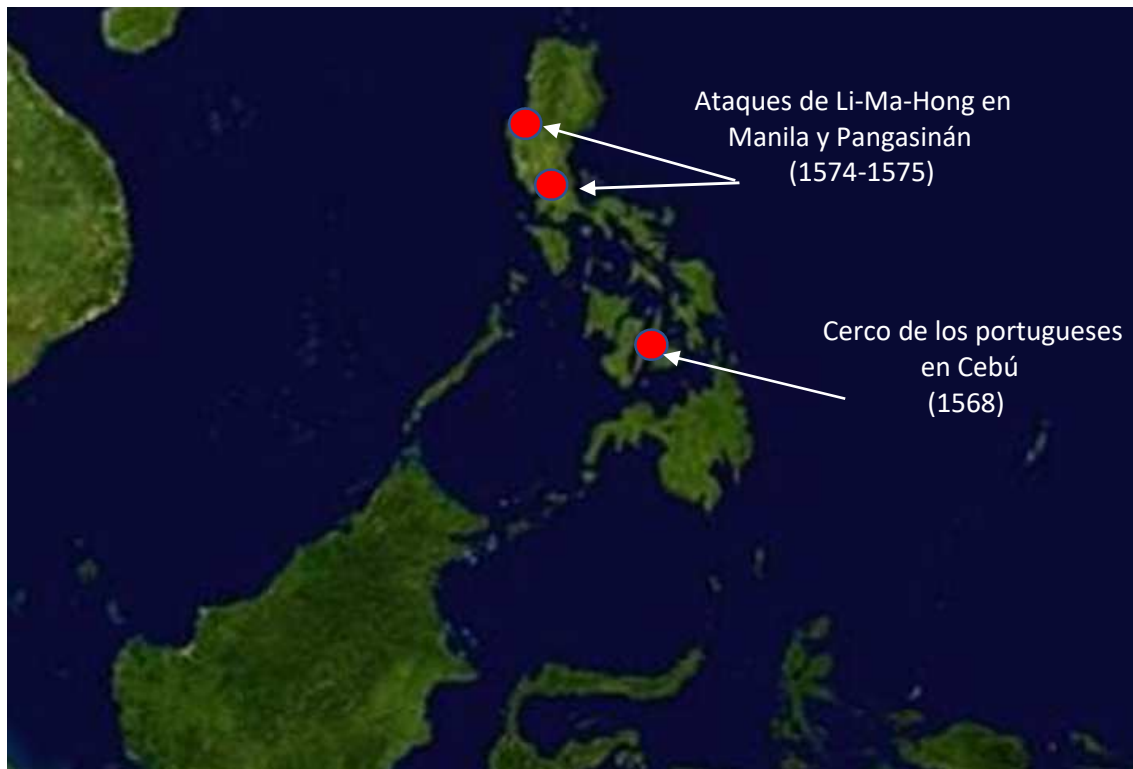 Ataques de Li-Ma-Hong en
Manila y Pangasinán
(1574-1575)
Cerco de los portugueses
en Cebú
(1568)